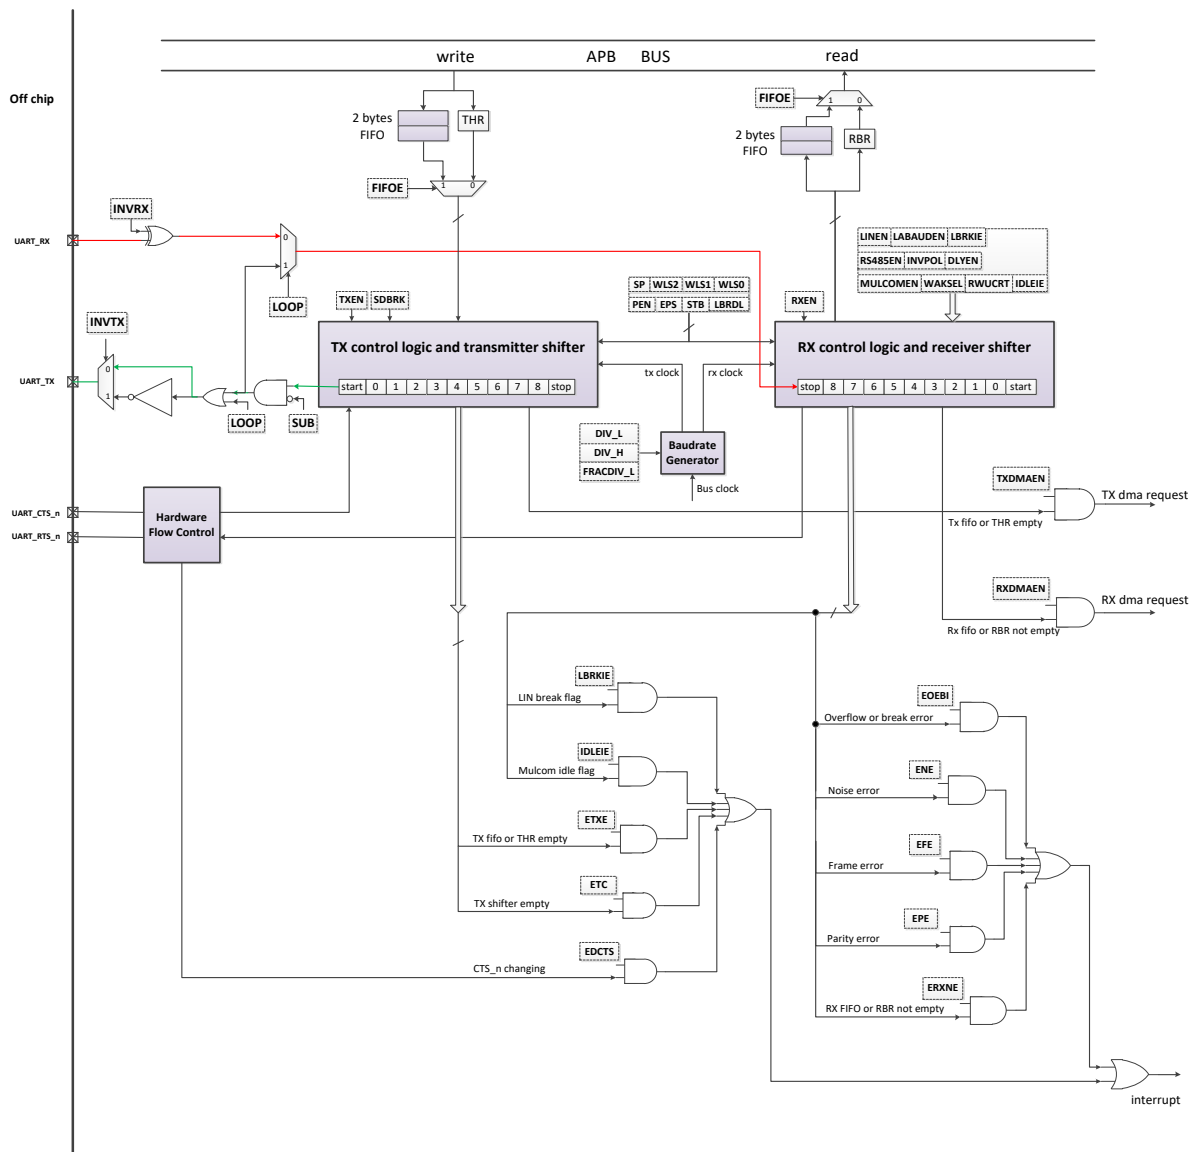 write APB BUS read
Off chip
2 bytes
FIFO
THR
FIFOE
1 0
FIFOE
1 0
2 bytes
FIFO
RBR
INVRX
UART_RX
0
1
LOOP
LINEN LABAUDEN LBRKIE
RS485EN INVPOL DLYEN
MULCOMEN WAKSEL RWUCRT IDLEIE
SP WLS2 WLS1 WLS0
PEN EPS STB LBRDL
TXEN SDBRK
RXEN
INVTX
UART_TX
0
1
LOOP
SUB
TX control logic and transmitter shifter
start 0 1 2 3 4 5 6 7 8 stop
tx clock rx clock
RX control logic and receiver shifter
stop 8 7 6 5 4 3 2 1 0 start
DIV_L
DIV_H
FRACDIV_L
Baudrate
Generator
Bus clock
UART_CTS_n
UART_RTS_n
Hardware
Flow Control
TXDMAEN
TX dma request
Tx fifo or THR empty
RXDMAEN
RX dma request
Rx fifo or RBR not empty
LBRKIE
LIN break flag
IDLEIE
Mulcom idle flag
ETXE
TX fifo or THR empty
ETC
TX shifter empty
EDCTS
CTS_n changing
EOEBI
Overflow or break error
ENE
Noise error
EFE
Frame error
EPE
Parity error
ERXNE
RX FIFO or RBR not empty
interrupt